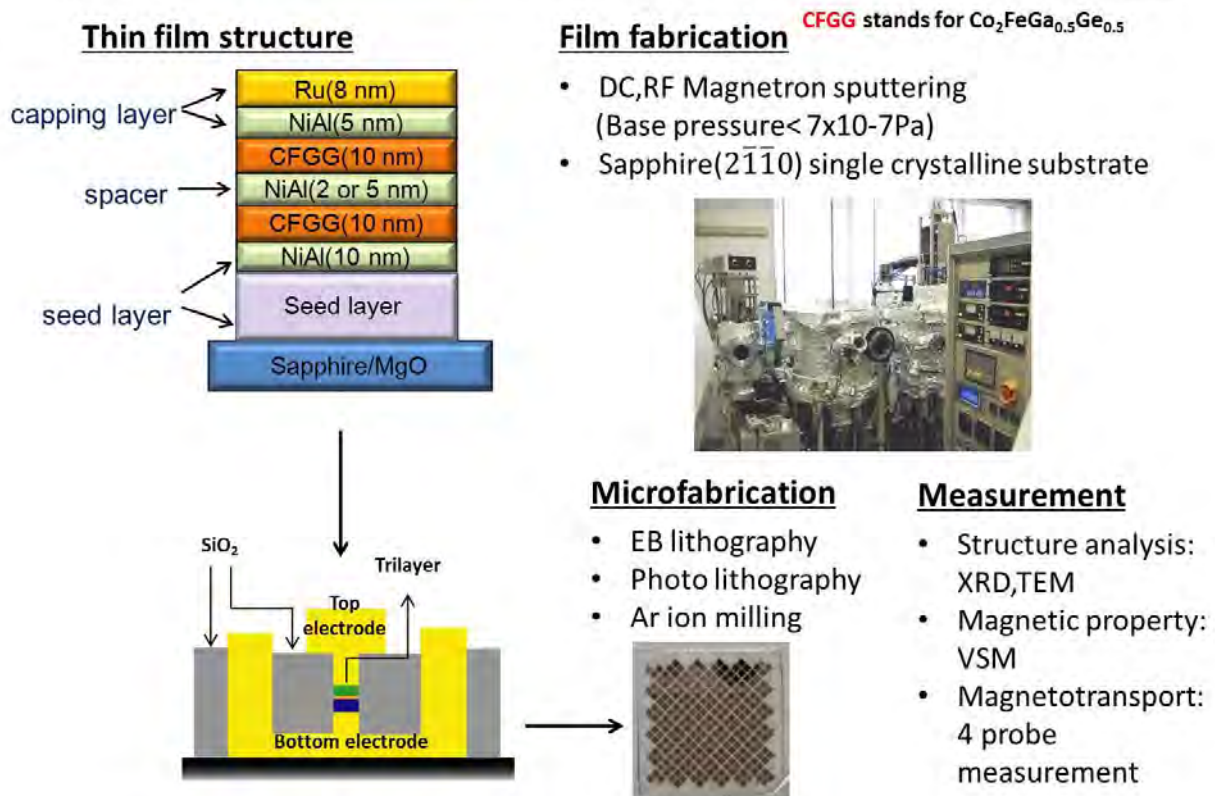 CFGG stands for Co₂FeGa₀.₅Ge₀.₅
Thin film structure
Ru(8 nm)
NiAl(5 nm)
CFGG(10 nm)
NiAl(2 or 5 nm)
CFGG(10 nm)
NiAl(10 nm)
Seed layer
Sapphire/MgO
capping layer
spacer
seed layer
Film fabrication
• DC,RF Magnetron sputtering
(Base pressure< 7x10-7Pa)
• Sapphire(21̅1̅0) single crystalline substrate
SiO₂
Trilayer
Top
electrode
Bottom electrode
Microfabrication
• EB lithography
• Photo lithography
• Ar ion milling
Measurement
• Structure analysis:
XRD,TEM
• Magnetic property:
VSM
• Magnetotransport:
4 probe
measurement